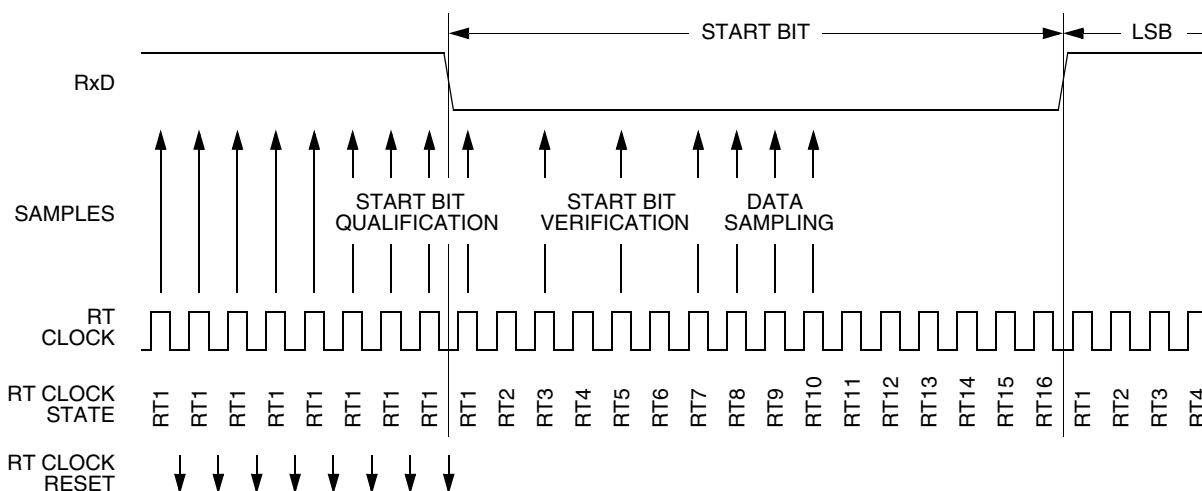 START BIT
LSB
RxD
SAMPLES
START BIT
QUALIFICATION
START BIT
VERIFICATION
DATA
SAMPLING
RT
CLOCK
RT CLOCK
STATE
RT1 RT1 RT1 RT1 RT1 RT1 RT1 RT1 RT1 RT2 RT3 RT4 RT5 RT6 RT7 RT8 RT9 RT10 RT11 RT12 RT13 RT14 RT15 RT16 RT1 RT2 RT3 RT4
RT CLOCK
RESET